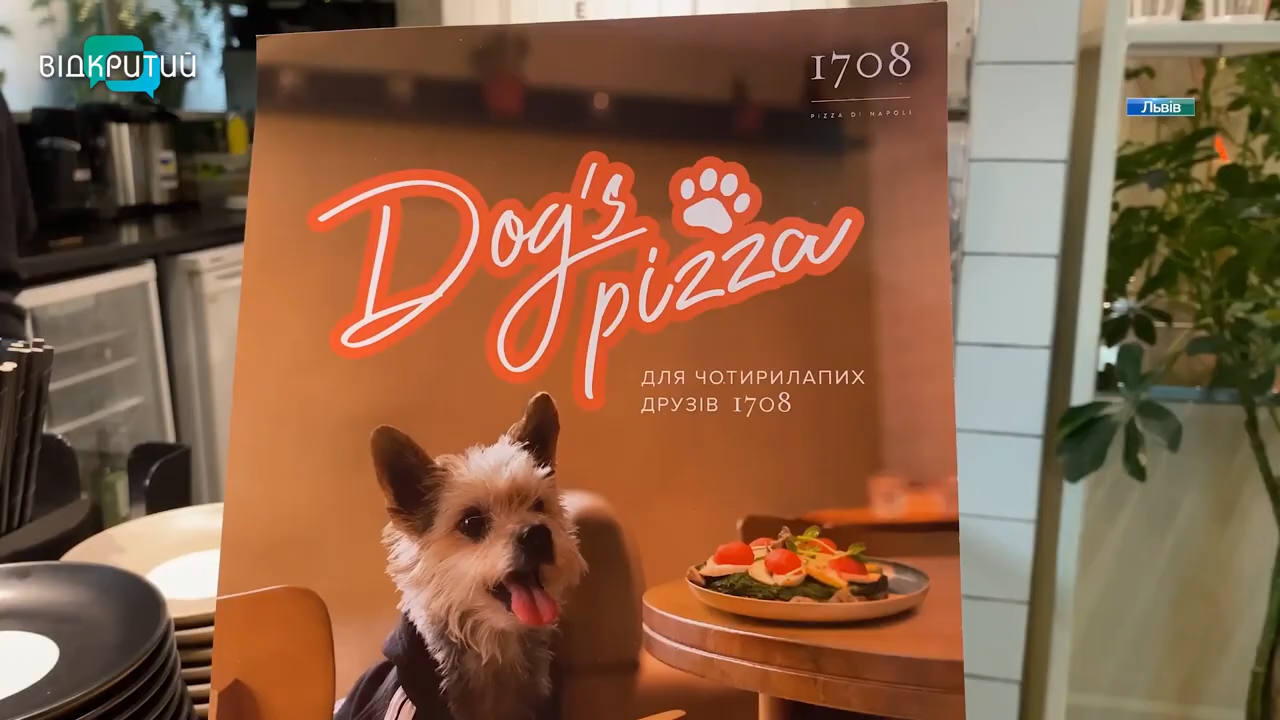 ВІДКРИТИЙ
Львів
1708
PIZZA DI NAPOLI
Dog's
pizza
ДЛЯ ЧОТИРИЛАПИХ
ДРУЗІВ 1708